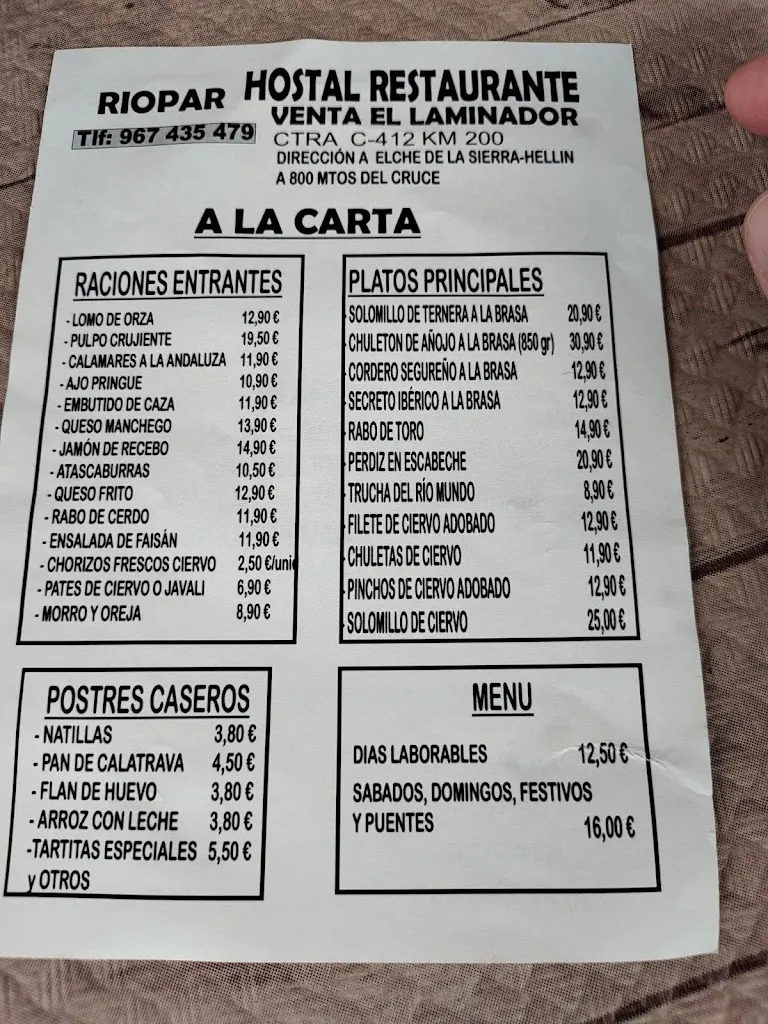 RIOPAR HOSTAL RESTAURANTE
VENTA EL LAMINADOR
Tlf: 967 435 479
CTRA C-412 KM 200
DIRECCIÓN A ELCHE DE LA SIERRA-HELLIN
A 800 MTOS DEL CRUCE
A LA CARTA
RACIONES ENTRANTES
- LOMO DE ORZA 12,90 €
- PULPO CRUJIENTE 19,50 €
- CALAMARES A LA ANDALUZA 11,90 €
- AJO PRINGUE 10,90 €
- EMBUTIDO DE CAZA 11,90 €
- QUESO MANCHEGO 13,90 €
- JAMÓN DE RECEBO 14,90 €
- ATASCABURRAS 10,50 €
- QUESO FRITO 12,90 €
- RABO DE CERDO 11,90 €
- ENSALADA DE FAISÁN 11,90 €
- CHORIZOS FRESCOS CIERVO 2,50 €/uni
- PATES DE CIERVO O JAVALI 6,90 €
- MORRO Y OREJA 8,90 €
PLATOS PRINCIPALES
SOLOMILLO DE TERNERA A LA BRASA 20,90 €
CHULETON DE AÑOJO A LA BRASA (850 gr) 30,90 €
CORDERO SEGUREÑO A LA BRASA 12,90 €
SECRETO IBÉRICO A LA BRASA 12,90 €
RABO DE TORO 14,90 €
PERDIZ EN ESCABECHE 20,90 €
TRUCHA DEL RÍO MUNDO 8,90 €
FILETE DE CIERVO ADOBADO 12,90 €
CHULETAS DE CIERVO 11,90 €
PINCHOS DE CIERVO ADOBADO 12,90 €
SOLOMILLO DE CIERVO 25,00 €
POSTRES CASEROS
- NATILLAS 3,80 €
- PAN DE CALATRAVA 4,50 €
- FLAN DE HUEVO 3,80 €
- ARROZ CON LECHE 3,80 €
-TARTITAS ESPECIALES 5,50 €
y OTROS
MENU
DIAS LABORABLES 12,50 €
SABADOS, DOMINGOS, FESTIVOS
Y PUENTES 16,00 €